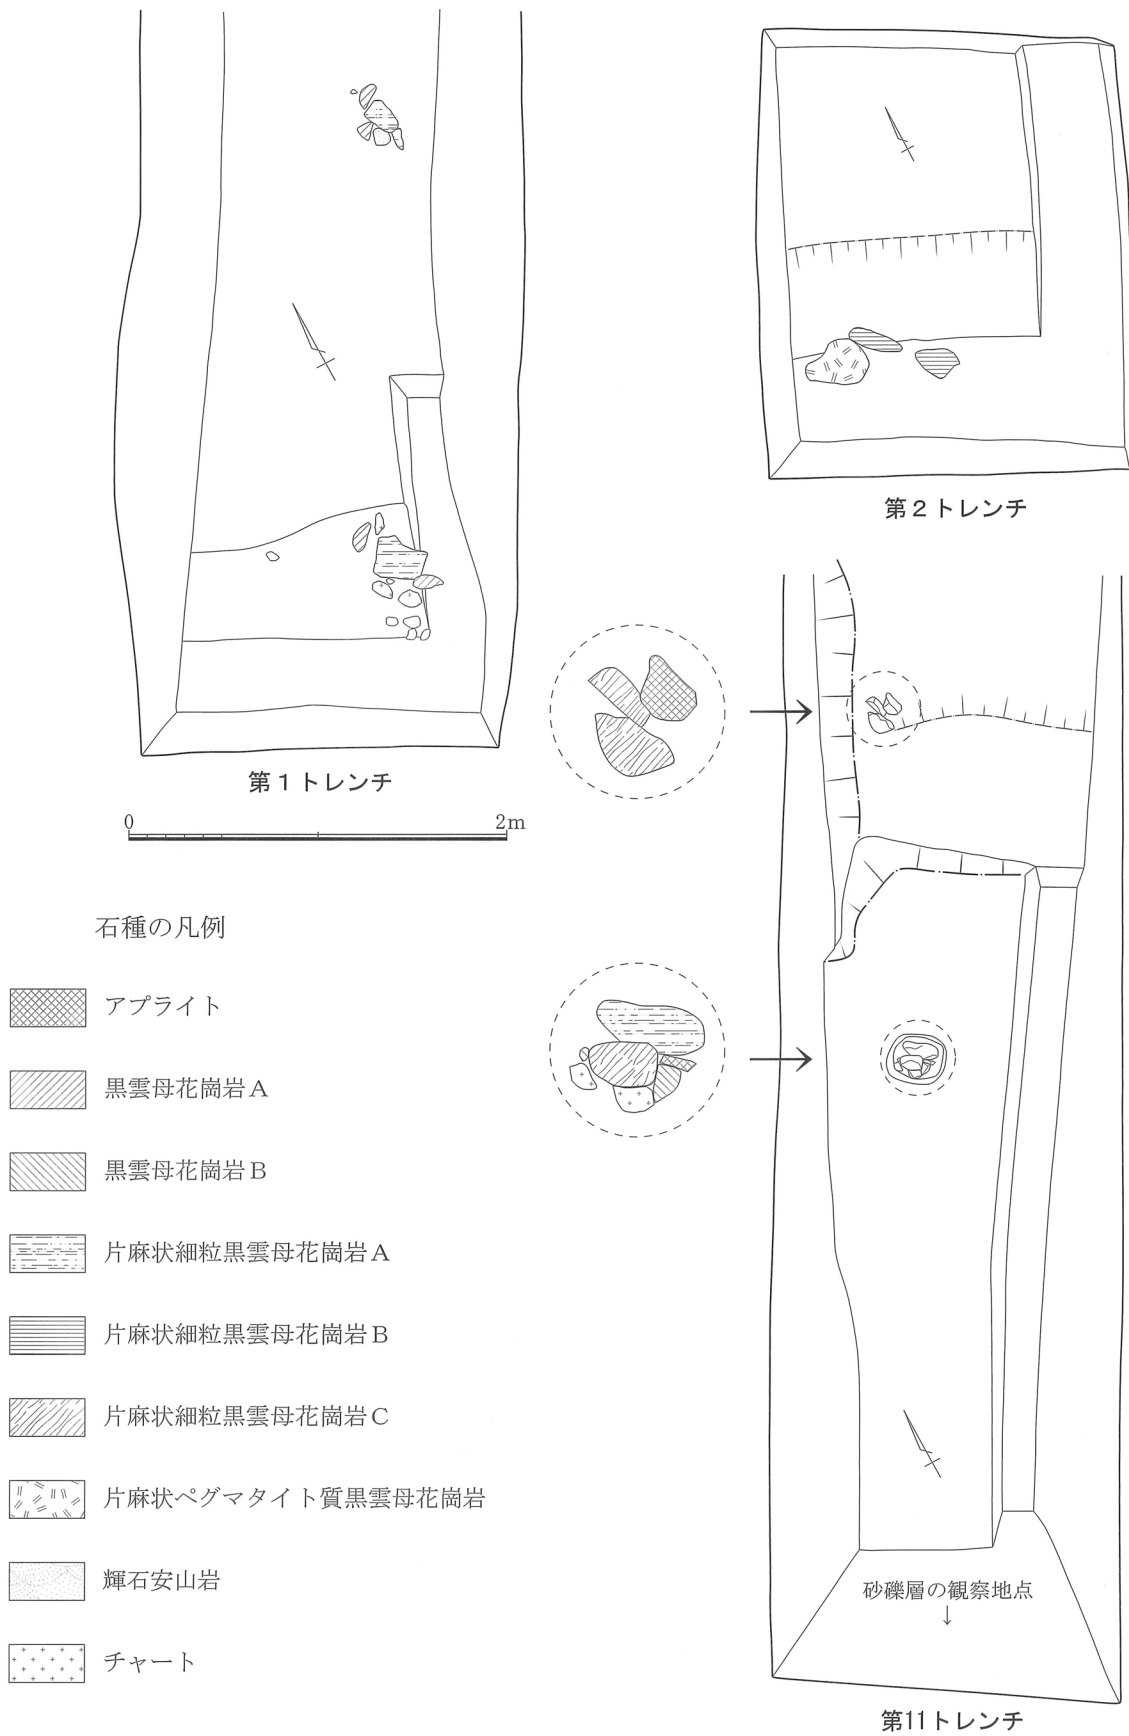 第２トレンチ
第１トレンチ
0 2m
石種の凡例
アプライト
黒雲母花崗岩Ａ
黒雲母花崗岩Ｂ
片麻状細粒黒雲母花崗岩Ａ
片麻状細粒黒雲母花崗岩Ｂ
片麻状細粒黒雲母花崗岩Ｃ
片麻状ペグマタイト質黒雲母花崗岩
輝石安山岩
チャート
砂礫層の観察地点
↓
第11トレンチ